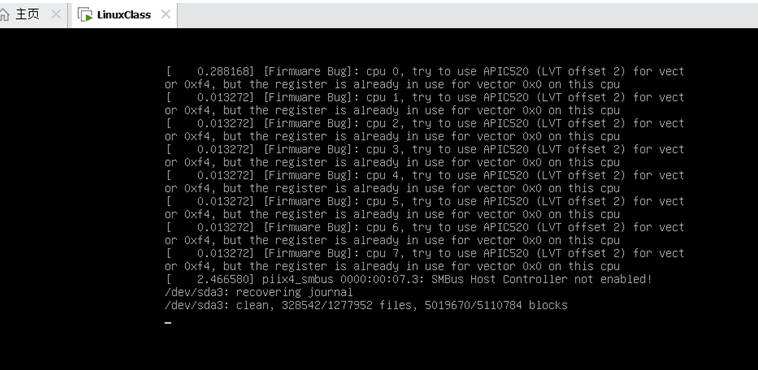 主页
LinuxClass
[    0.288168] [Firmware Bug]: cpu 0, try to use APIC520 (LVT offset 2) for vect
or 0xf4, but the register is already in use for vector 0x0 on this cpu
[    0.013272] [Firmware Bug]: cpu 1, try to use APIC520 (LVT offset 2) for vect
or 0xf4, but the register is already in use for vector 0x0 on this cpu
[    0.013272] [Firmware Bug]: cpu 2, try to use APIC520 (LVT offset 2) for vect
or 0xf4, but the register is already in use for vector 0x0 on this cpu
[    0.013272] [Firmware Bug]: cpu 3, try to use APIC520 (LVT offset 2) for vect
or 0xf4, but the register is already in use for vector 0x0 on this cpu
[    0.013272] [Firmware Bug]: cpu 4, try to use APIC520 (LVT offset 2) for vect
or 0xf4, but the register is already in use for vector 0x0 on this cpu
[    0.013272] [Firmware Bug]: cpu 5, try to use APIC520 (LVT offset 2) for vect
or 0xf4, but the register is already in use for vector 0x0 on this cpu
[    0.013272] [Firmware Bug]: cpu 6, try to use APIC520 (LVT offset 2) for vect
or 0xf4, but the register is already in use for vector 0x0 on this cpu
[    0.013272] [Firmware Bug]: cpu 7, try to use APIC520 (LVT offset 2) for vect
or 0xf4, but the register is already in use for vector 0x0 on this cpu
[    2.466580] piix4_smbus 0000:00:07.3: SMBus Host Controller not enabled!
/dev/sda3: recovering journal
/dev/sda3: clean, 328542/1277952 files, 5019670/5110784 blocks